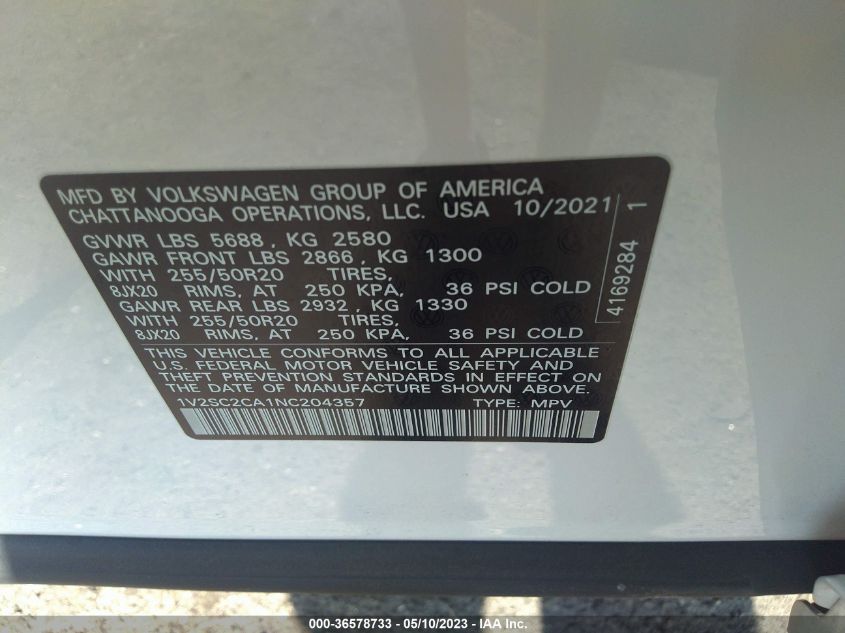 MFD BY VOLKSWAGEN GROUP OF AMERICA
CHATTANOOGA OPERATIONS, LLC. USA 10/2021
GVWR LBS 5688, KG 2580
GAWR FRONT LBS 2866, KG 1300
WITH 255/50R20 TIRES,
8JX20 RIMS, AT 250 KPA, 36 PSI COLD
GAWR REAR LBS 2932, KG 1330
WITH 255/50R20 TIRES,
8JX20 RIMS, AT 250 KPA, 36 PSI COLD
THIS VEHICLE CONFORMS TO ALL APPLICABLE
U.S. FEDERAL MOTOR VEHICLE SAFETY AND
THEFT PREVENTION STANDARDS IN EFFECT ON
THE DATE OF MANUFACTURE SHOWN ABOVE.
1V2SC2CA1NC204357 TYPE: MPV
4169284 1
000-36578733 — 05/10/2023 — IAA Inc.